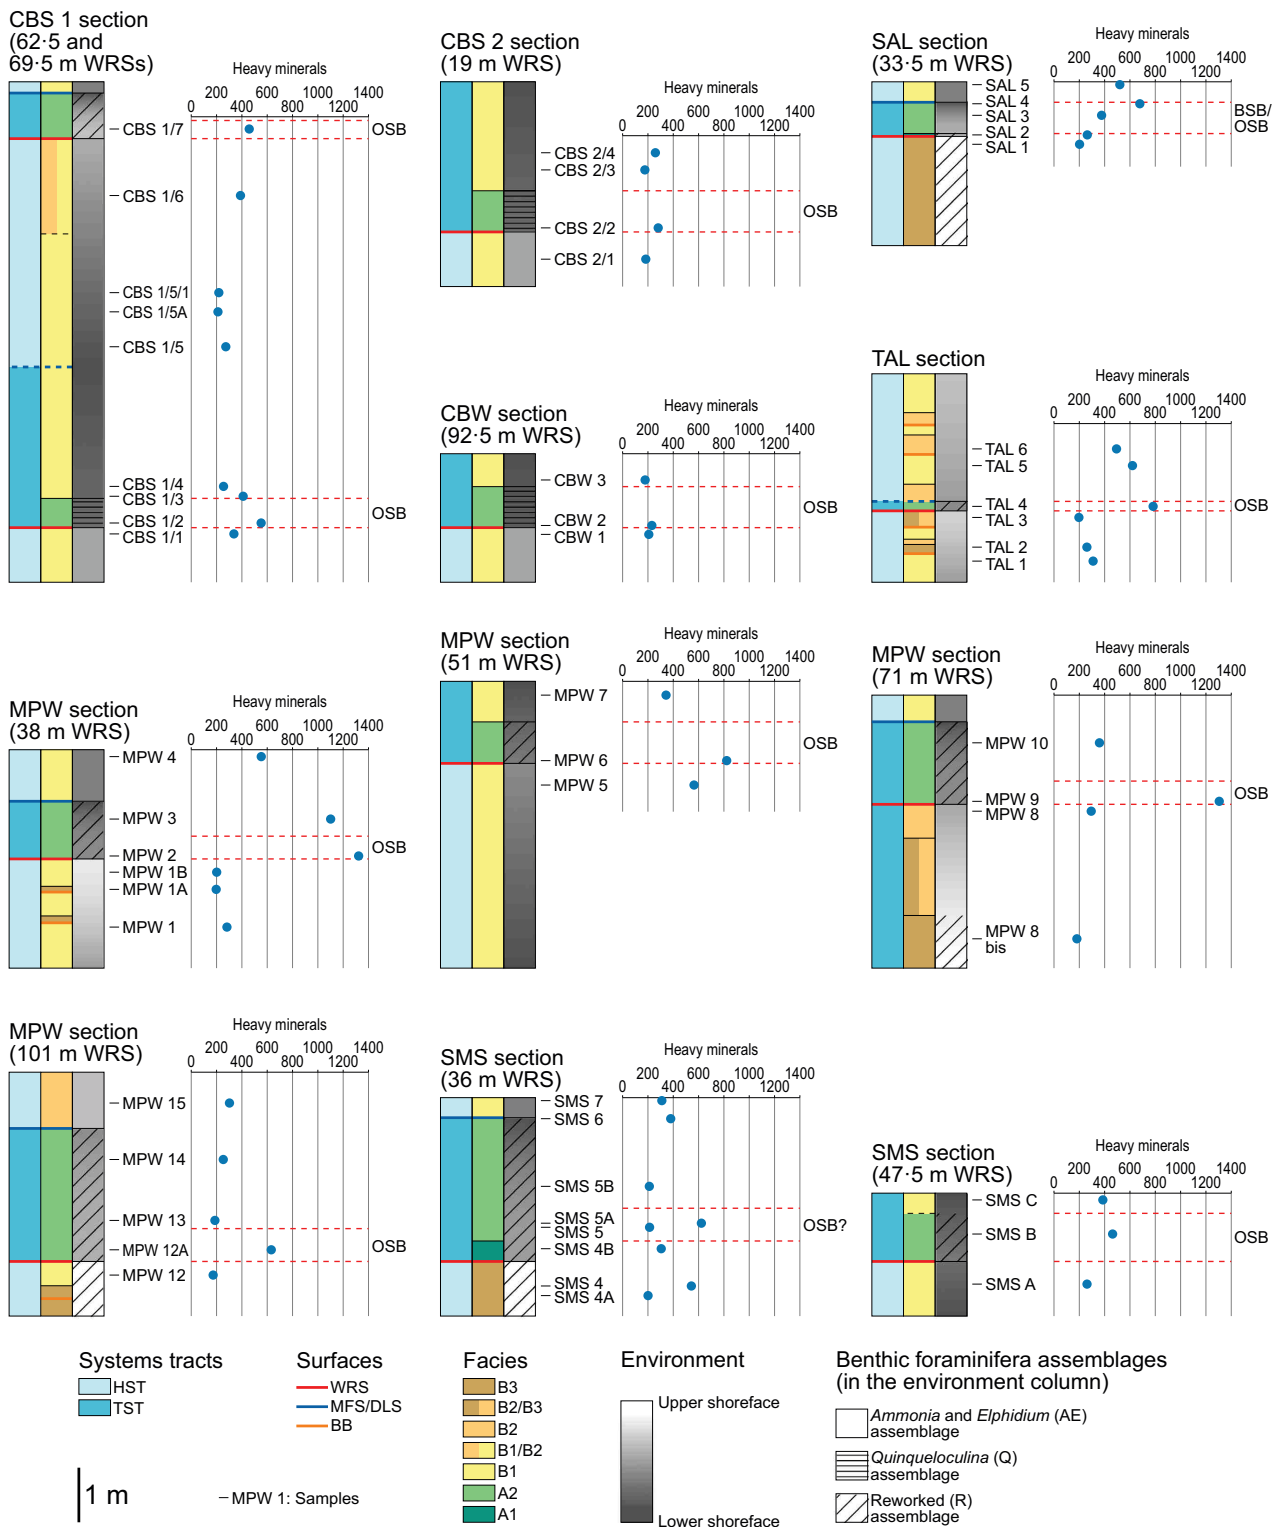 CBS 1 section
(62·5 and
69·5 m WRSs)
Heavy minerals
200 600 1000 1400
0 400 800 1200
CBS 1/7
OSB
CBS 1/6
CBS 1/5/1
CBS 1/5A
CBS 1/5
CBS 1/4
CBS 1/3
CBS 1/2
CBS 1/1
OSB
CBS 2 section
(19 m WRS)
Heavy minerals
200 600 1000 1400
0 400 800 1200
CBS 2/4
CBS 2/3
CBS 2/2
CBS 2/1
OSB
SAL section
(33·5 m WRS)
Heavy minerals
200 600 1000 1400
0 400 800 1200
SAL 5
SAL 4
SAL 3
SAL 2
SAL 1
BSB/
OSB
CBW section
(92·5 m WRS)
Heavy minerals
200 600 1000 1400
0 400 800 1200
CBW 3
CBW 2
CBW 1
OSB
TAL section
Heavy minerals
200 600 1000 1400
0 400 800 1200
TAL 6
TAL 5
TAL 4
TAL 3
TAL 2
TAL 1
OSB
MPW section
(38 m WRS)
Heavy minerals
200 600 1000 1400
0 400 800 1200
MPW 4
MPW 3
MPW 2
MPW 1B
MPW 1A
MPW 1
OSB
MPW section
(51 m WRS)
Heavy minerals
200 600 1000 1400
0 400 800 1200
MPW 7
MPW 6
MPW 5
OSB
MPW section
(71 m WRS)
Heavy minerals
200 600 1000 1400
0 400 800 1200
MPW 10
MPW 9
MPW 8
MPW 8
bis
OSB
MPW section
(101 m WRS)
Heavy minerals
200 600 1000 1400
0 400 800 1200
MPW 15
MPW 14
MPW 13
MPW 12A
MPW 12
OSB
SMS section
(36 m WRS)
Heavy minerals
200 600 1000 1400
0 400 800 1200
SMS 7
SMS 6
SMS 5B
SMS 5A
SMS 5
SMS 4B
SMS 4
SMS 4A
OSB?
SMS section
(47·5 m WRS)
Heavy minerals
200 600 1000 1400
0 400 800 1200
SMS C
SMS B
SMS A
OSB
Systems tracts
HST
TST
1 m
Surfaces
WRS
MFS/DLS
BB
MPW 1: Samples
Facies
B3
B2/B3
B2
B1/B2
B1
A2
A1
Environment
Upper shoreface
Lower shoreface
Benthic foraminifera assemblages
(in the environment column)
Ammonia and Elphidium (AE)
assemblage
Quinqueloculina (Q)
assemblage
Reworked (R)
assemblage